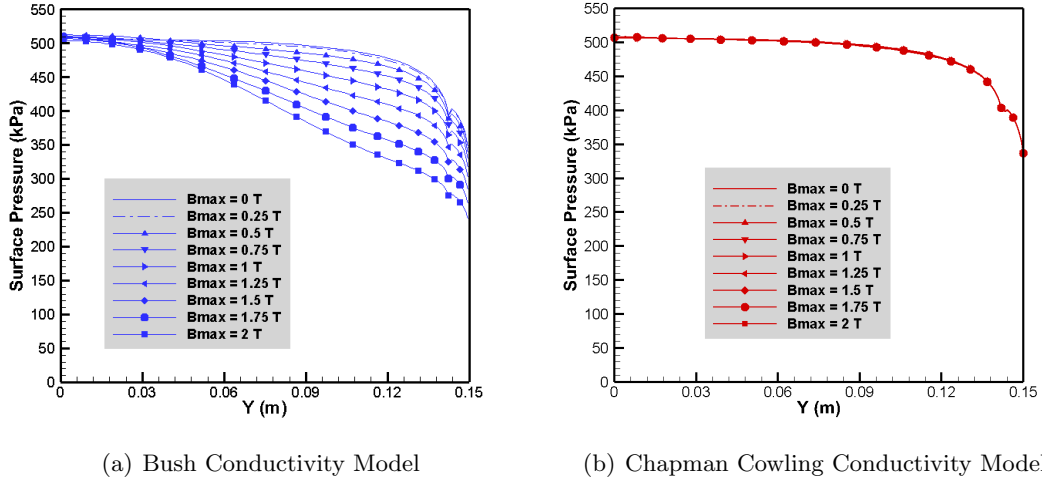 Surface Pressure (kPa)
550
500
450
400
350
300
250
200
150
100
50
0
Bmax = 0 T
Bmax = 0.25 T
Bmax = 0.5 T
Bmax = 0.75 T
Bmax = 1 T
Bmax = 1.25 T
Bmax = 1.5 T
Bmax = 1.75 T
Bmax = 2 T
0 0.03 0.06 0.09 0.12 0.15
Y (m)
(a) Bush Conductivity Model
Surface Pressure (kPa)
550
500
450
400
350
300
250
200
150
100
50
0
Bmax = 0 T
Bmax = 0.25 T
Bmax = 0.5 T
Bmax = 0.75 T
Bmax = 1 T
Bmax = 1.25 T
Bmax = 1.5 T
Bmax = 1.75 T
Bmax = 2 T
0 0.03 0.06 0.09 0.12 0.15
Y (m)
(b) Chapman Cowling Conductivity Model